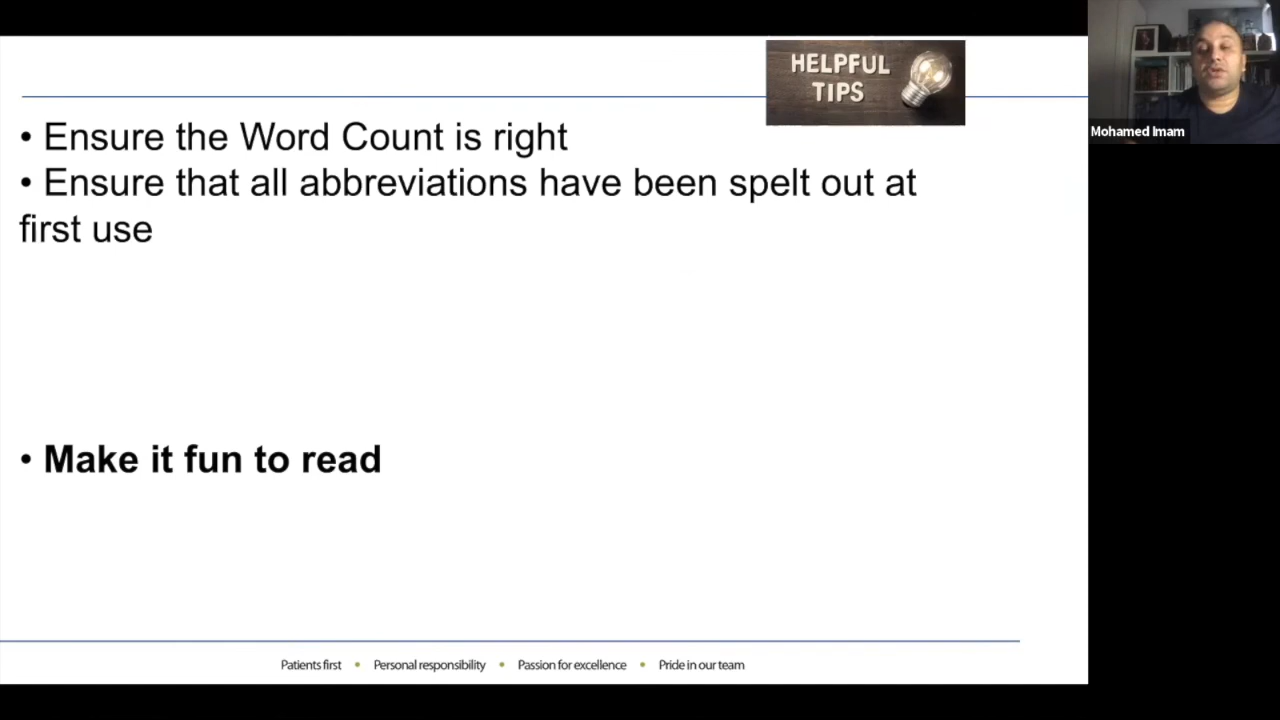 HELPFUL
TIPS
Mohamed Imam
• Ensure the Word Count is right
• Ensure that all abbreviations have been spelt out at
first use
• Make it fun to read
Patients first • Personal responsibility • Passion for excellence • Pride in our team